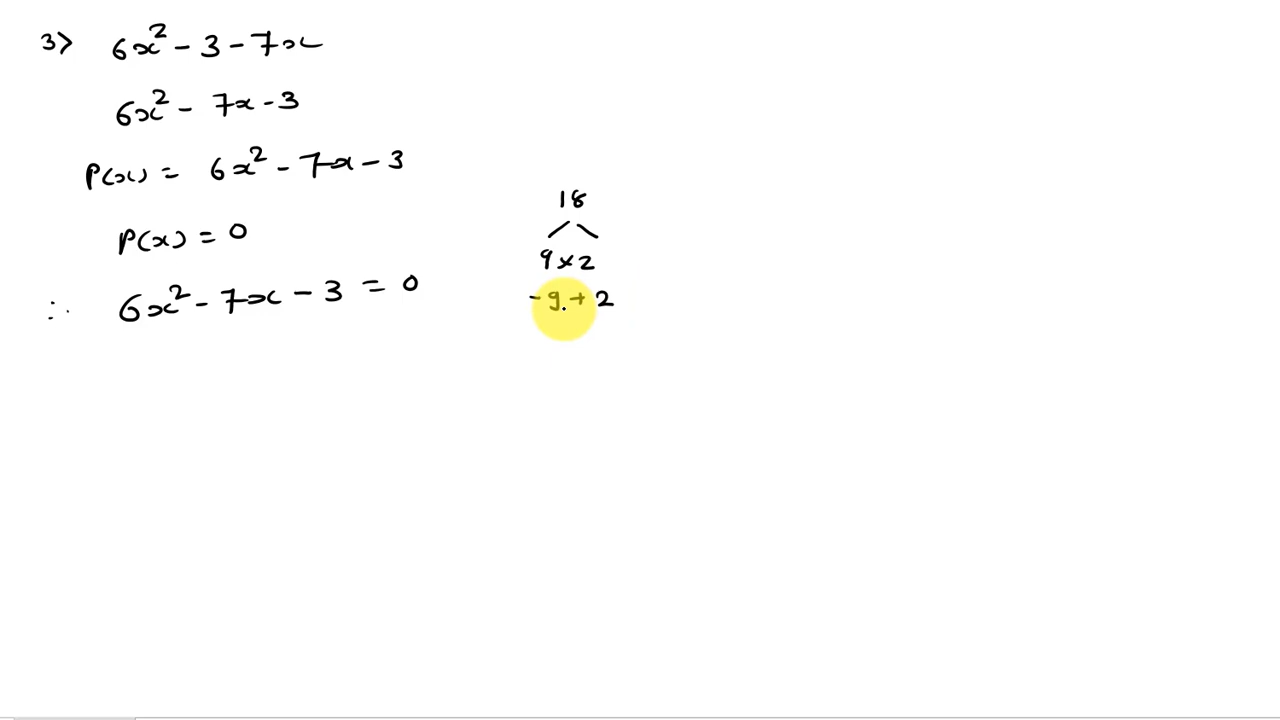 3> 6x² - 3 - 7x
6x² - 7x - 3
P(x) = 6x² - 7x - 3
P(x) = 0
∴ 6x² - 7x - 3 = 0
18
9 x 2
- 9 + 2